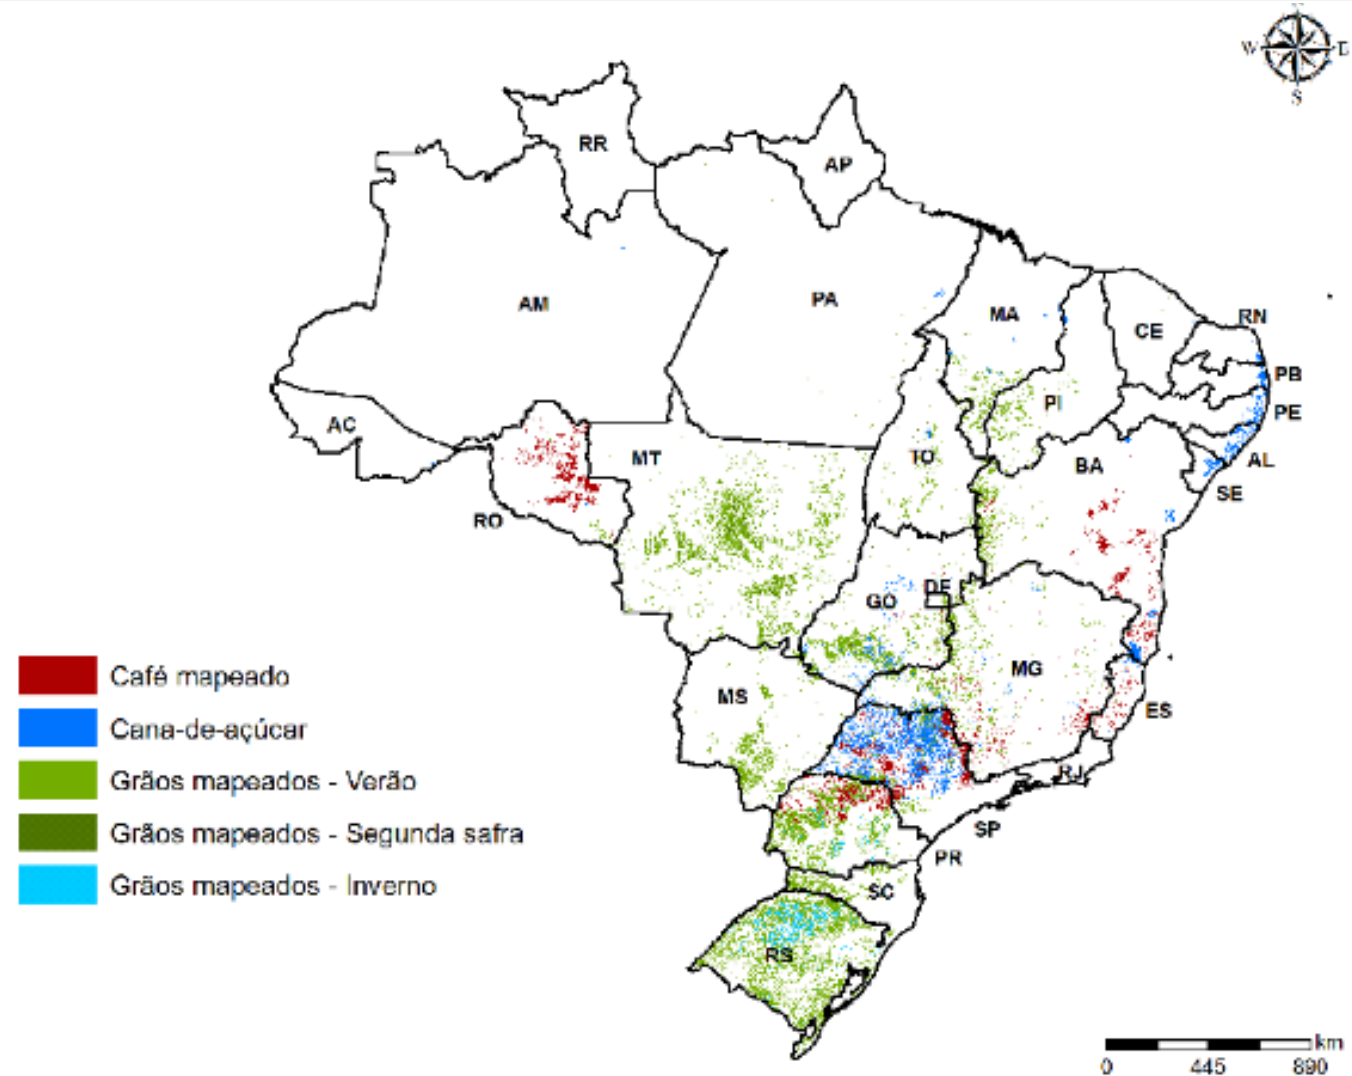 W E
S
RR
AP
AM
PA
MA
CE
RN
PB
PI
PE
AC
MT
TO
BA
AL
SE
RO
GO
DF
Café mapeado
MS
MG
ES
Cana-de-açúcar
RJ
Grãos mapeados - Verão
SP
Grãos mapeados - Segunda safra
PR
Grãos mapeados - Inverno
SC
RS
km
0 445 890